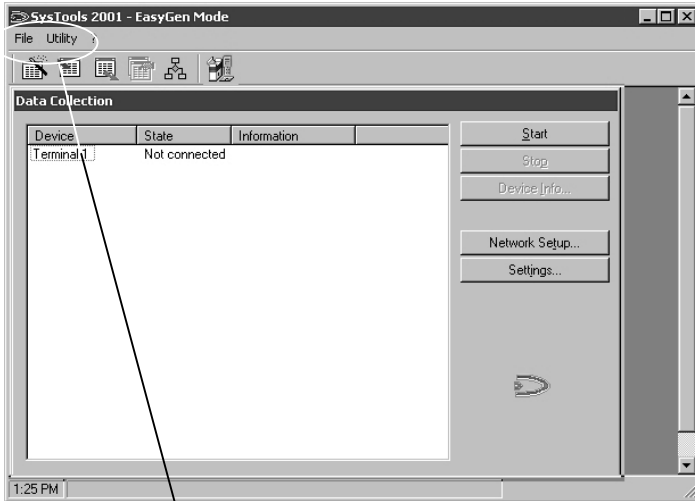 SysTools 2001 - EasyGen Mode
File Utility
Data Collection
Device State Information
Terminal 1 Not connected
Start
Stop
Device Info...
Network Setup...
Settings...
1:25 PM